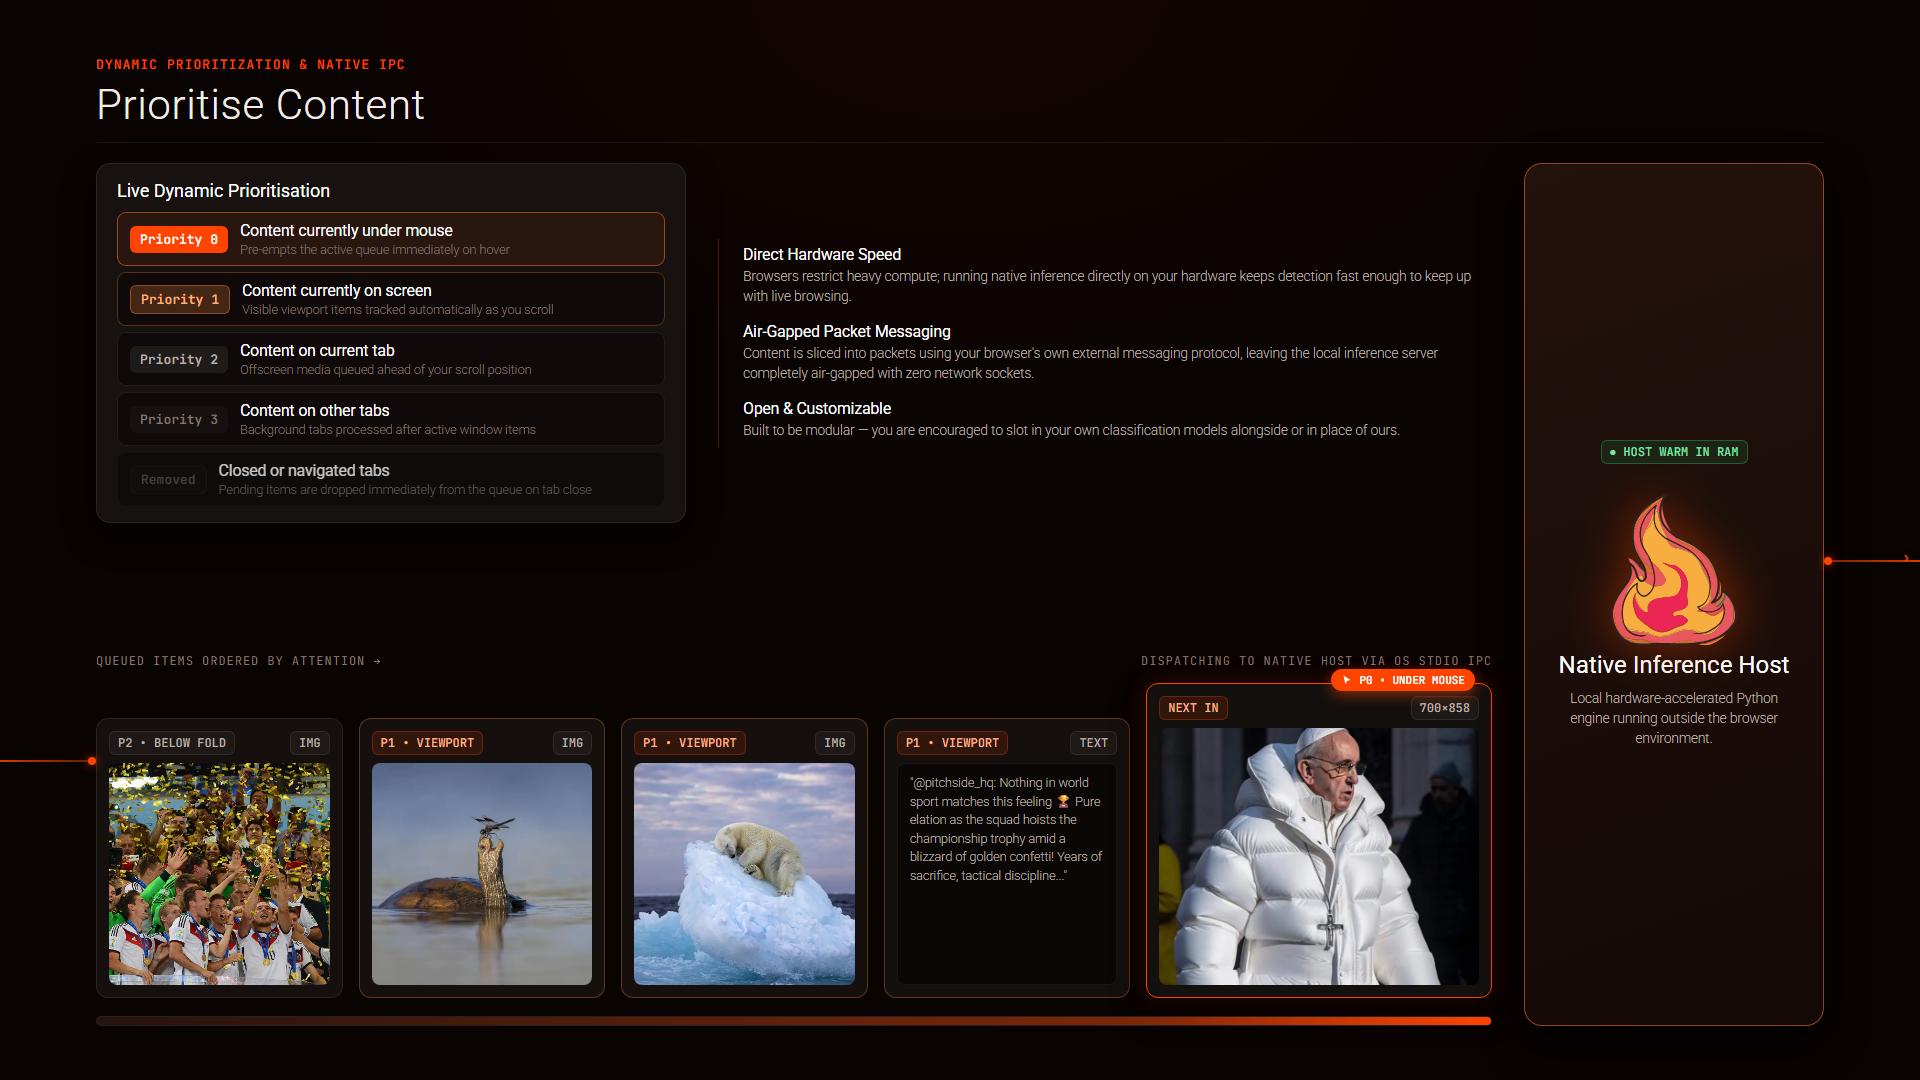 DYNAMIC PRIORITIZATION & NATIVE IPC
Prioritise Content
Live Dynamic Prioritisation
Priority 0
Content currently under mouse
Pre-empts the active queue immediately on hover
Priority 1
Content currently on screen
Visible viewport items tracked automatically as you scroll
Priority 2
Content on current tab
Offscreen media queued ahead of your scroll position
Priority 3
Content on other tabs
Background tabs processed after active window items
Removed
Closed or navigated tabs
Pending items are dropped immediately from the queue on tab close
Direct Hardware Speed
Browsers restrict heavy compute; running native inference directly on your hardware keeps detection fast enough to keep up
with live browsing.
Air-Gapped Packet Messaging
Content is sliced into packets using your browser's own external messaging protocol, leaving the local inference server
completely air-gapped with zero network sockets.
Open & Customizable
Built to be modular — you are encouraged to slot in your own classification models alongside or in place of ours.
● HOST WARM IN RAM
Native Inference Host
Local hardware-accelerated Python
engine running outside the browser
environment.
QUEUED ITEMS ORDERED BY ATTENTION →
DISPATCHING TO NATIVE HOST VIA OS STDIO IPC
P0 • UNDER MOUSE
P2 • BELOW FOLD
IMG
P1 • VIEWPORT
IMG
P1 • VIEWPORT
IMG
P1 • VIEWPORT
TEXT
"@pitchside_hq: Nothing in world
sport matches this feeling 🏆 Pure
elation as the squad hoists the
championship trophy amid a
blizzard of golden confetti! Years of
sacrifice, tactical discipline..."
NEXT IN
700×858